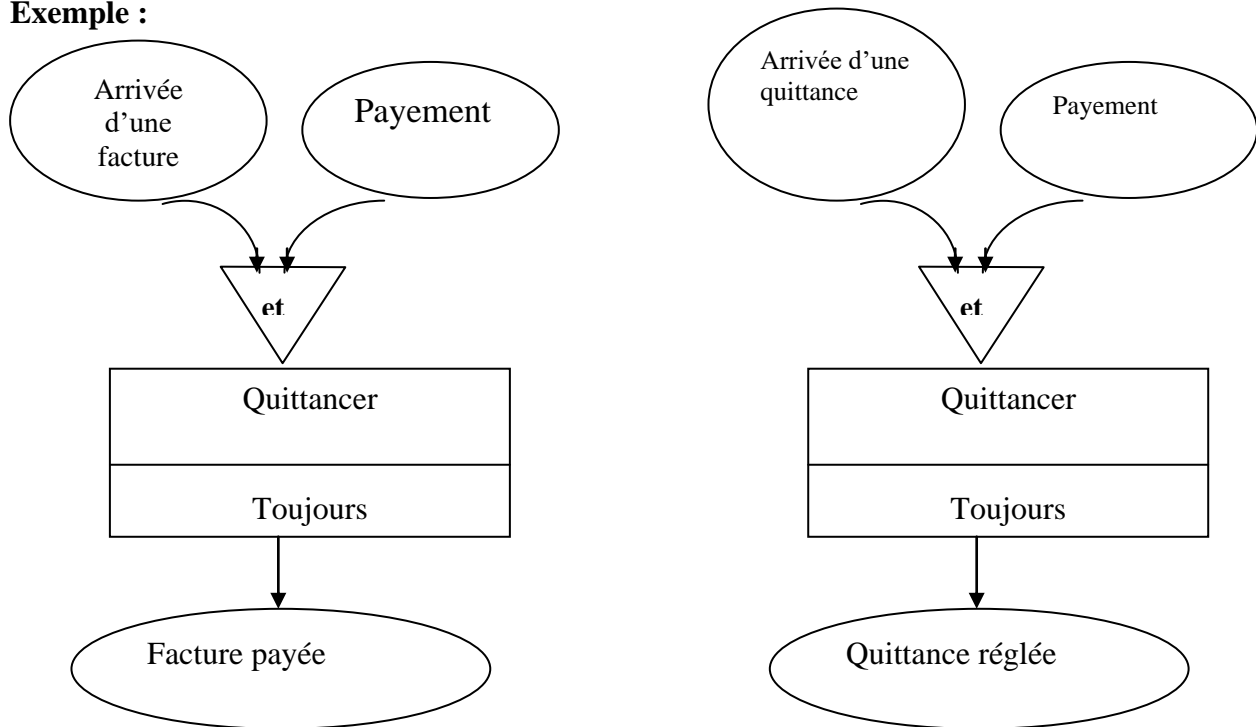 Exemple :
Arrivée
d’une
facture
Payement
et
Quittancer
Toujours
Facture payée
Arrivée d’une
quittance
Payement
et
Quittancer
Toujours
Quittance réglée